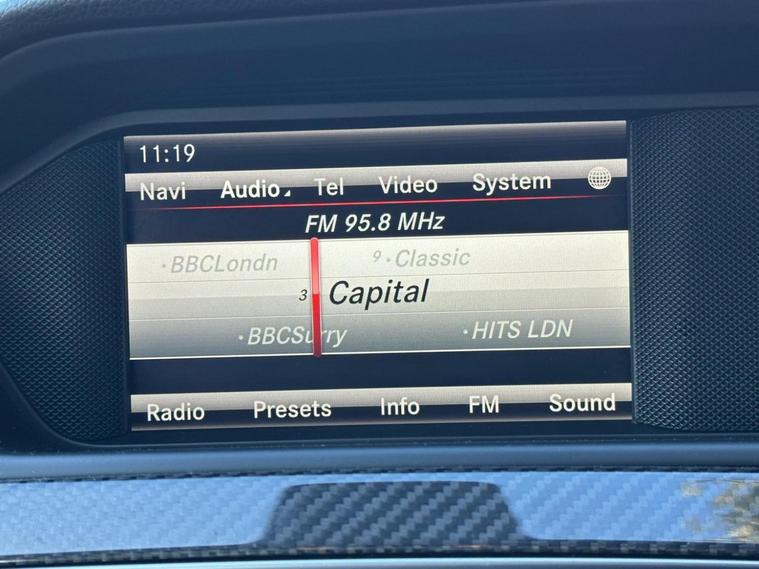 11:19
Navi Audio Tel Video System
FM 95.8 MHz
·BBCLondn 9·Classic
3 Capital
·BBCSurry ·HITS LDN
Radio Presets Info FM Sound